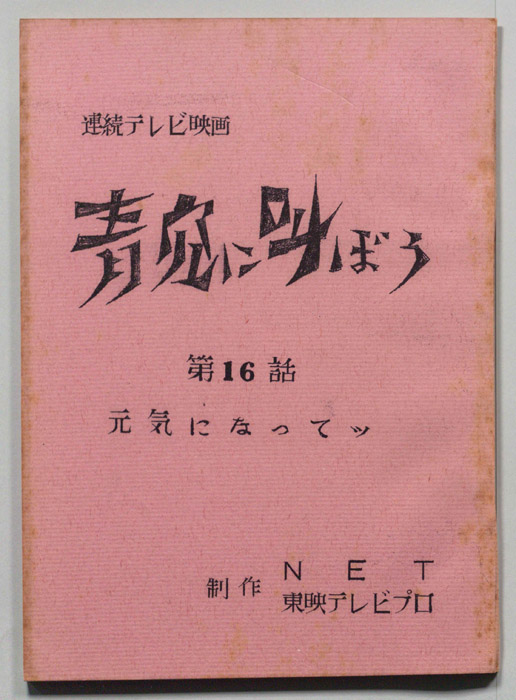 連続テレビ映画
青空に叫ぼう
第16話
元気になってッ
制作 NET
東映テレビプロ